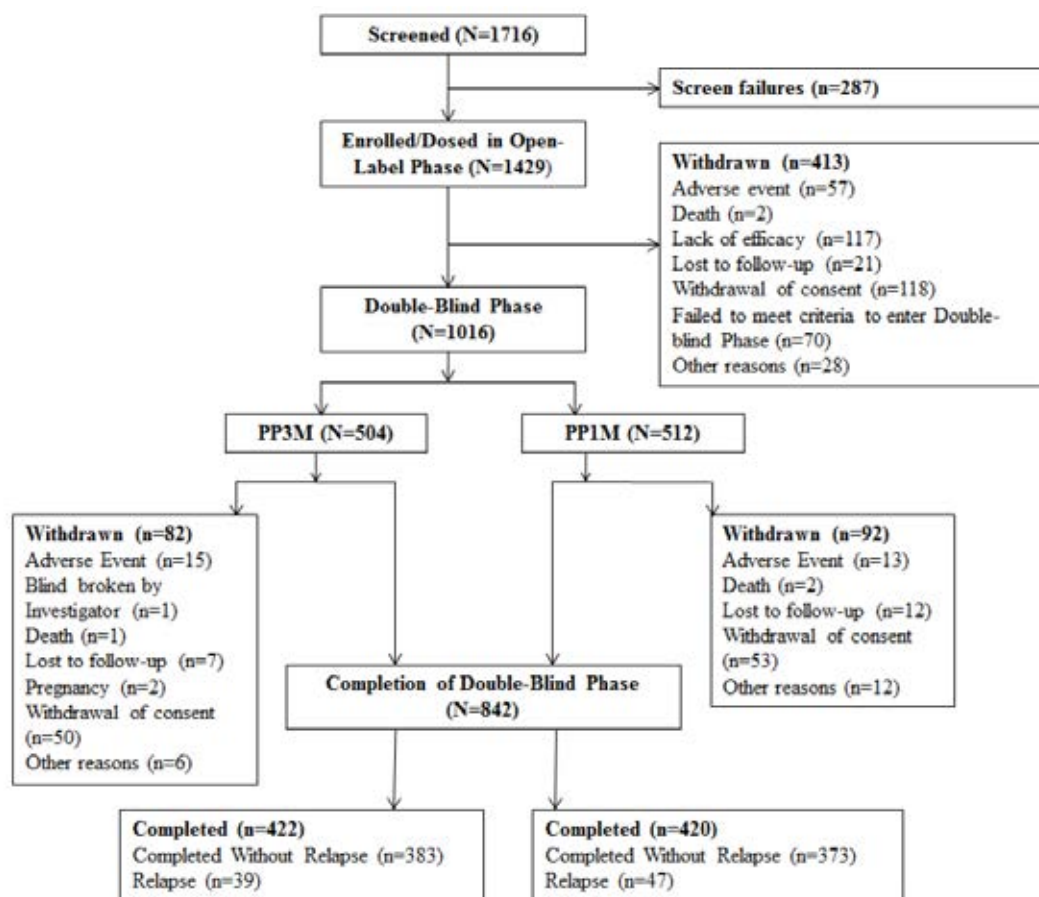 Screened (N=1716)
Screen failures (n=287)
Enrolled/Dosed in Open-
Label Phase (N=1429)
Withdrawn (n=413)
Adverse event (n=57)
Death (n=2)
Lack of efficacy (n=117)
Lost to follow-up (n=21)
Withdrawal of consent (n=118)
Failed to meet criteria to enter Double-
blind Phase (n=70)
Other reasons (n=28)
Double-Blind Phase
(N=1016)
PP3M (N=504)
PP1M (N=512)
Withdrawn (n=82)
Adverse Event (n=15)
Blind broken by
Investigator (n=1)
Death (n=1)
Lost to follow-up (n=7)
Pregnancy (n=2)
Withdrawal of consent
(n=50)
Other reasons (n=6)
Withdrawn (n=92)
Adverse Event (n=13)
Death (n=2)
Lost to follow-up (n=12)
Withdrawal of consent
(n=53)
Other reasons (n=12)
Completion of Double-Blind Phase
(N=842)
Completed (n=422)
Completed Without Relapse (n=383)
Relapse (n=39)
Completed (n=420)
Completed Without Relapse (n=373)
Relapse (n=47)